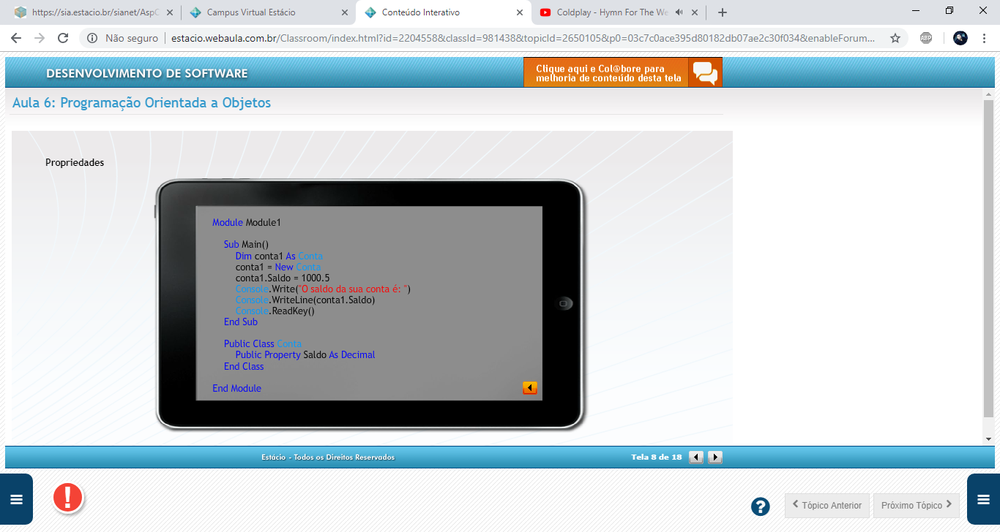 https://sia.estacio.br/sianet/AspC
Campus Virtual Estácio
Conteúdo Interativo
Coldplay - Hymn For The We
Não seguro
estacio.webaula.com.br/Classroom/index.html?id=2204558&classId=981438&topicId=2650105&p0=03c7c0ace395d80182db07ae2c30f034&enableForum...
ABP
DESENVOLVIMENTO DE SOFTWARE
Clique aqui e Col@bore para
melhoria de conteúdo desta tela
Aula 6: Programação Orientada a Objetos
Propriedades
Module Module1
Sub Main()
Dim conta1 As Conta
conta1 = New Conta
conta1.Saldo = 1000.5
Console.Write("O saldo da sua conta é: ")
Console.WriteLine(conta1.Saldo)
Console.ReadKey()
End Sub
Public Class Conta
Public Property Saldo As Decimal
End Class
End Module
Estácio - Todos os Direitos Reservados
Tela 8 de 18
Tópico Anterior
Próximo Tópico